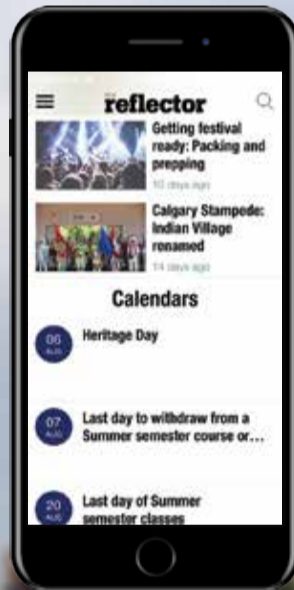 reflector
Getting festival
ready: Packing and
prepping
10 days ago
Calgary Stampede:
Indian Village
renamed
14 days ago
Calendars
06
AUG
Heritage Day
07
AUG
Last day to withdraw from a
Summer semester course or...
20
AUG
Last day of Summer
semester classes